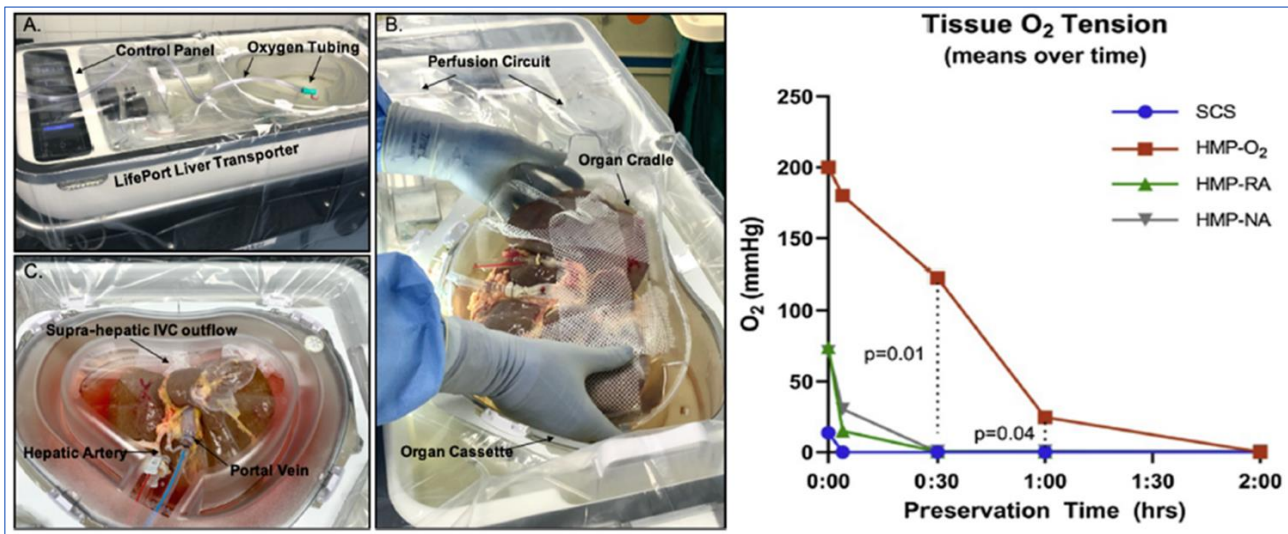 A.
Control Panel
Oxygen Tubing
LifePort Liver Transporter
B.
Perfusion Circuit
Organ Cradle
Organ Cassette
C.
Supra-hepatic IVC outflow
Hepatic Artery
Portal Vein
Tissue O₂ Tension
(means over time)
SCS
HMP-O₂
HMP-RA
HMP-NA
O₂ (mmHg)
250
200
150
100
50
0
p=0.01
p=0.04
0:00
0:30
1:00
1:30
2:00
Preservation Time (hrs)